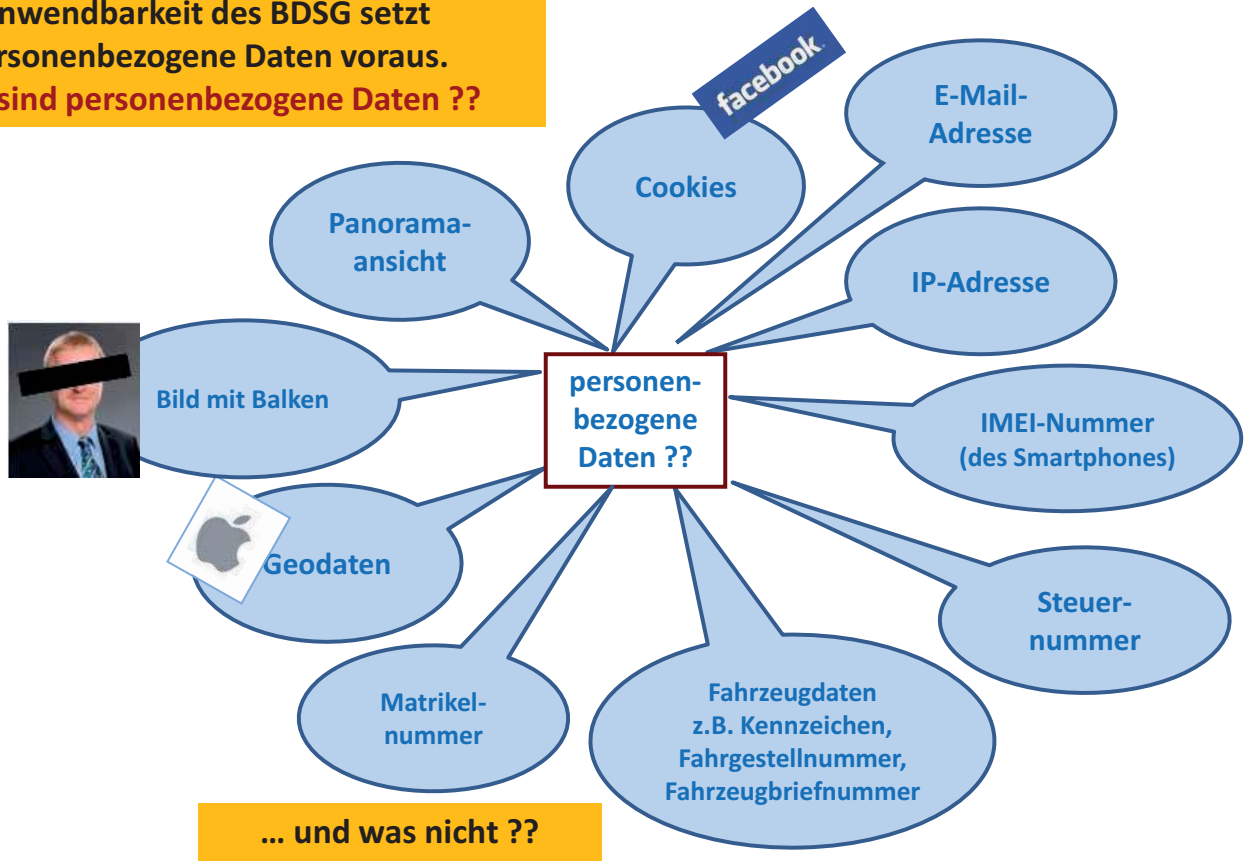 nwendbarkeit des BDSG setzt
rsonenbezogene Daten voraus.
sind personenbezogene Daten ??
facebook
E-Mail-
Adresse
Cookies
Panorama-
ansicht
IP-Adresse
personen-
bezogene
Daten ??
Bild mit Balken
IMEI-Nummer
(des Smartphones)
Geodaten
Steuer-
nummer
Matrikel-
nummer
Fahrzeugdaten
z.B. Kennzeichen,
Fahrgestellnummer,
Fahrzeugbriefnummer
… und was nicht ??